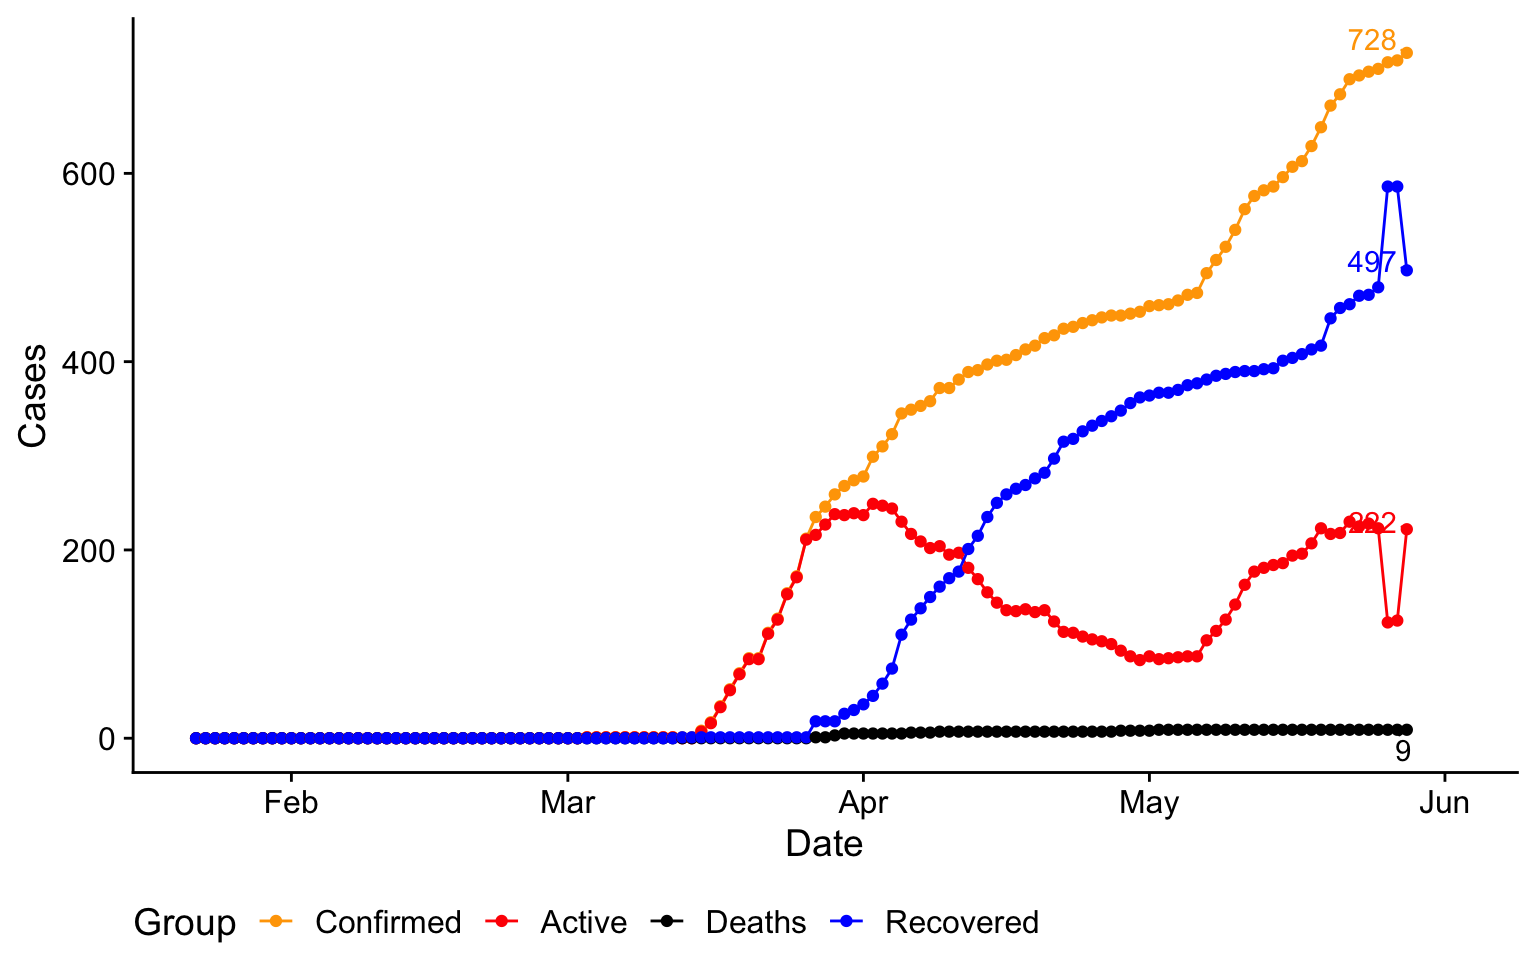 728
600
497
400
222
200
0
9
Cases
Feb Mar Apr May Jun
Date
Group Confirmed Active Deaths Recovered